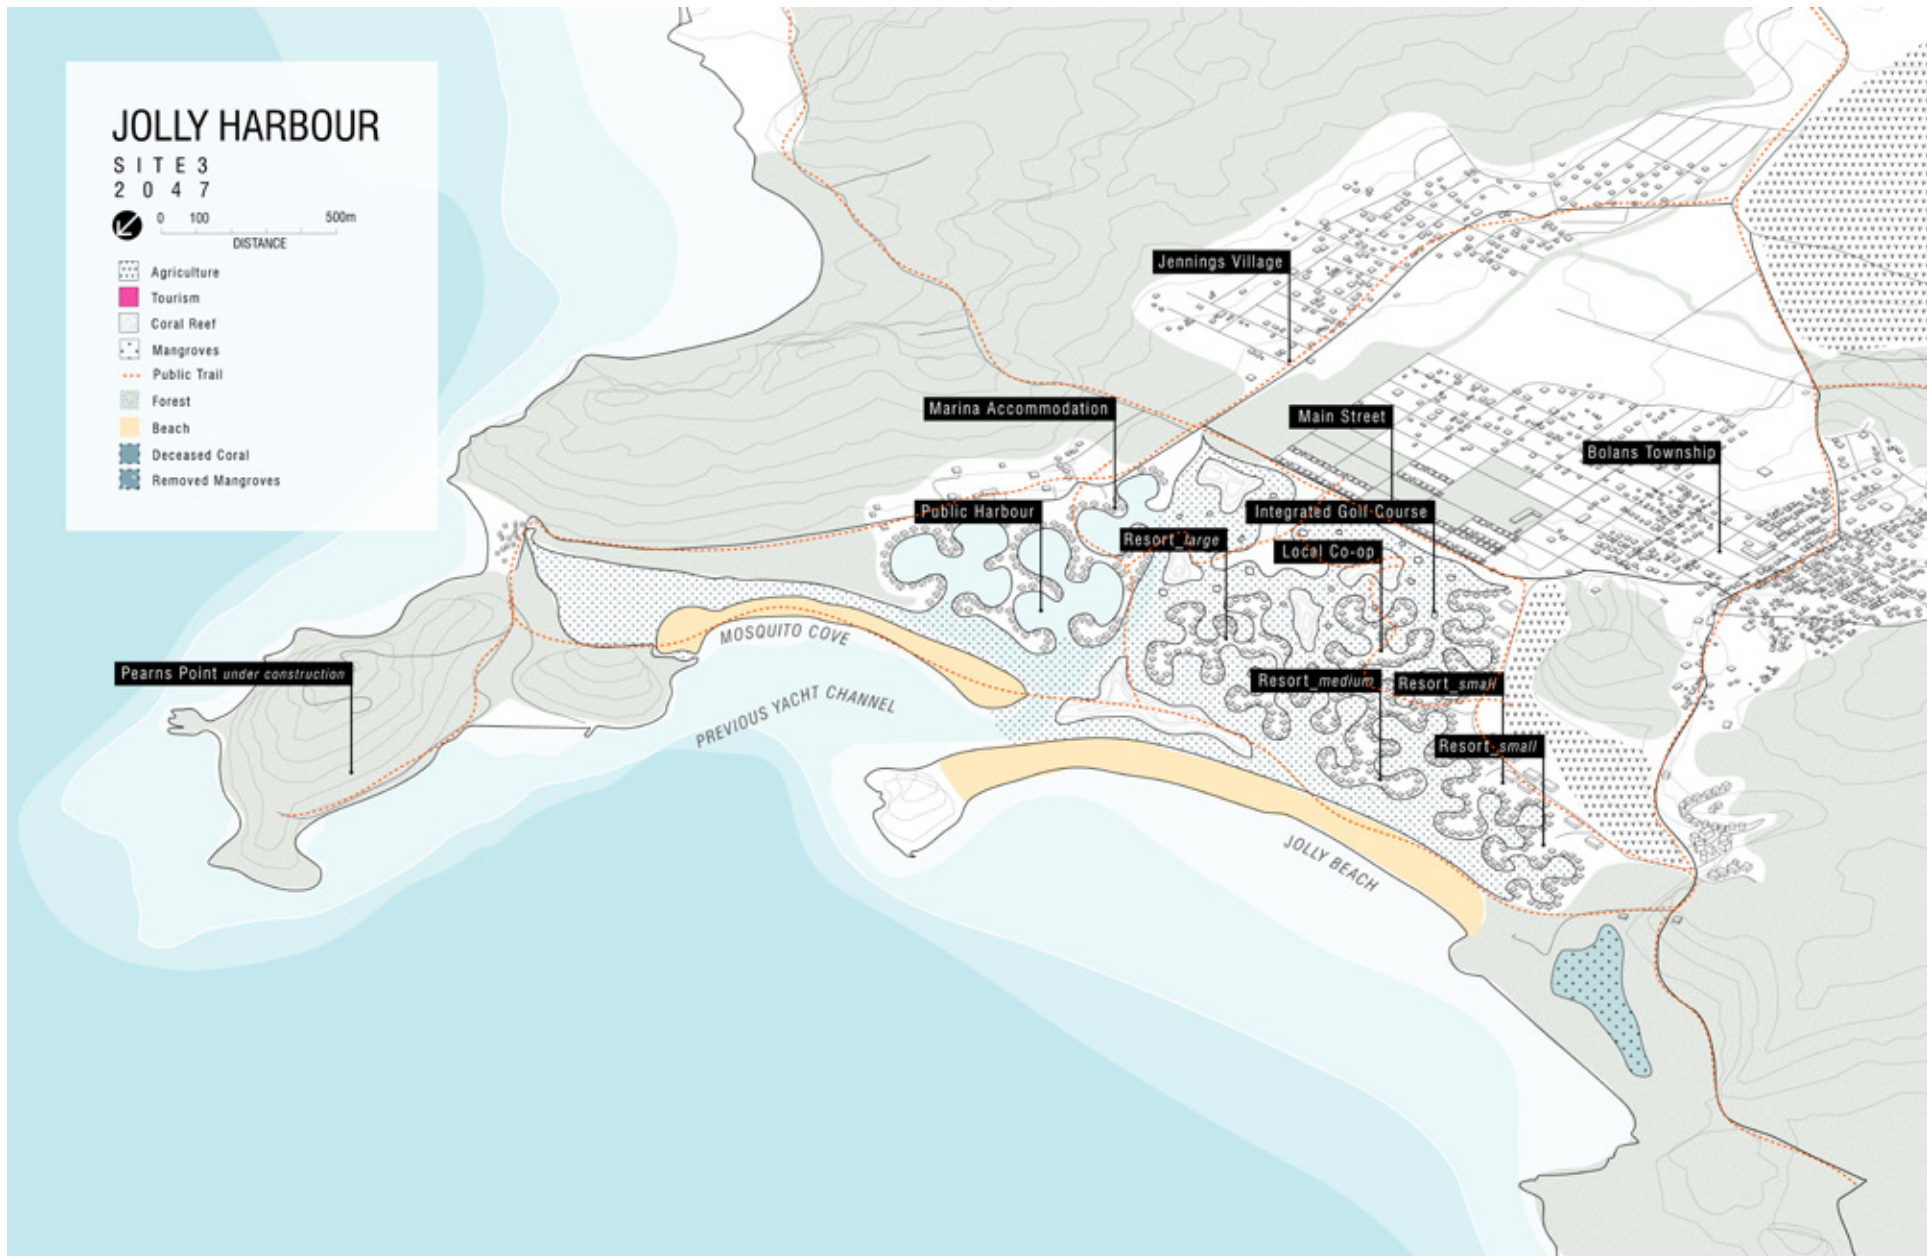 JOLLY HARBOUR
SITE 3
2047
0 100 500m
DISTANCE
Agriculture
Tourism
Coral Reef
Mangroves
Public Trail
Forest
Beach
Deceased Coral
Removed Mangroves
Jennings Village
Marina Accommodation
Main Street
Bolans Township
Public Harbour
Integrated Golf Course
Resort_large
Local Co-op
MOSQUITO COVE
Pearns Point under construction
Resort_medium
Resort_small
PREVIOUS YACHT CHANNEL
Resort_small
JOLLY BEACH